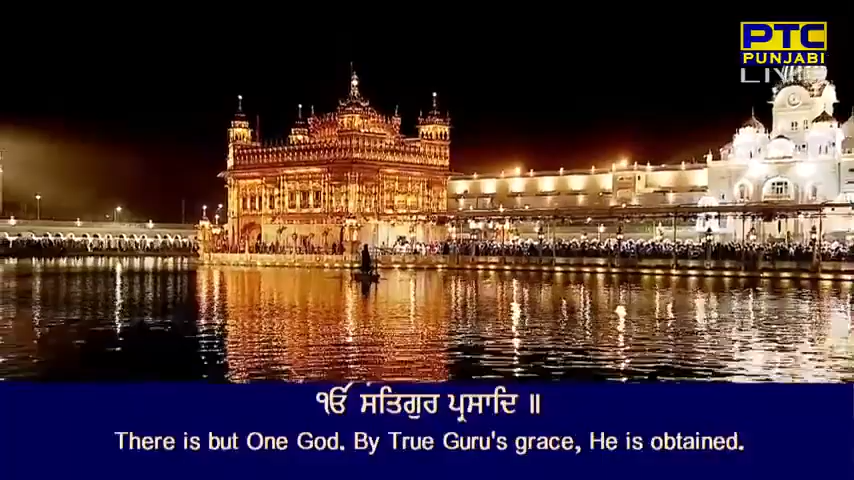 PTC
PUNJABI
LIVE
ੴ ਸਤਿਗੁਰ ਪ੍ਰਸਾਦਿ ॥
There is but One God. By True Guru's grace, He is obtained.